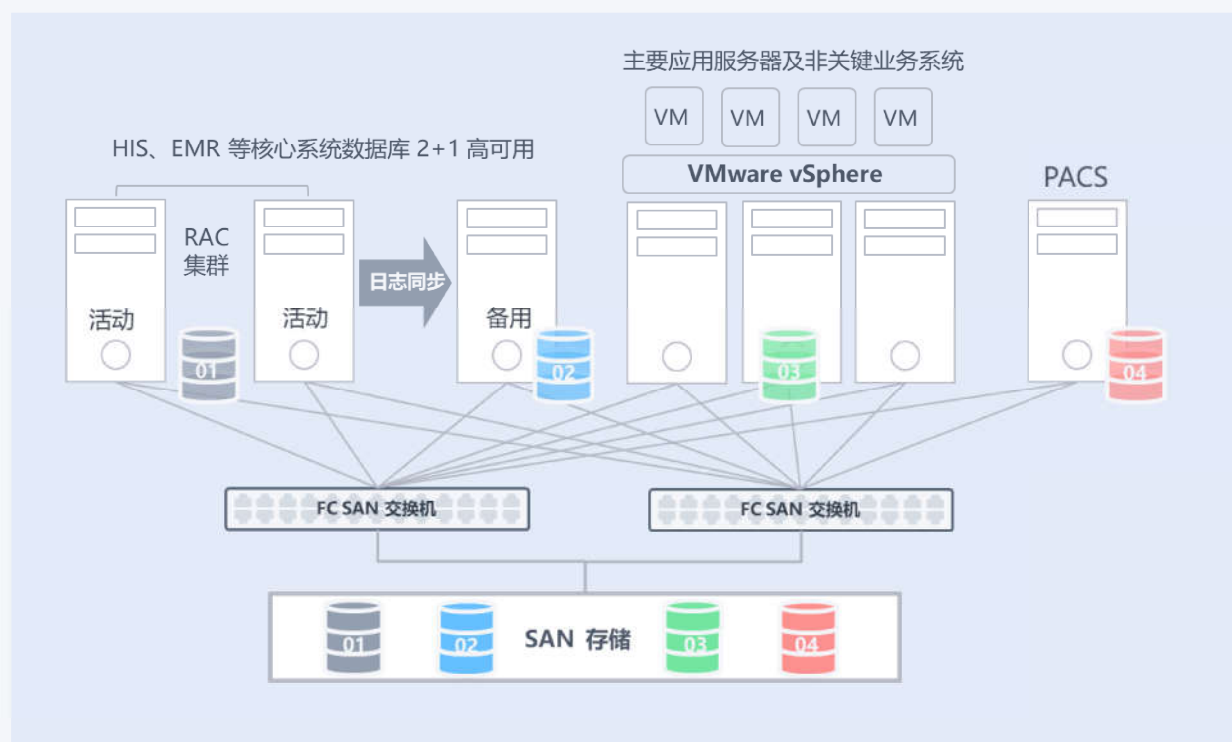 主要应用服务器及非关键业务系统
VM
VM
VM
VM
HIS、EMR 等核心系统数据库 2+1 高可用
VMware vSphere
PACS
RAC
集群
日志同步
活动
活动
备用
01
02
03
04
FC SAN 交换机
FC SAN 交换机
01
02
SAN 存储
03
04